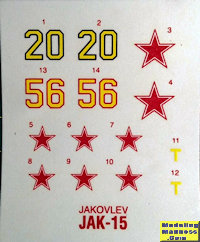 1 2 3
20 20
13 14 4
56 56
5 6 7
11
T
8 9 10
12
T
JAKOVLEV
JAK-15
Modeling
Madness
.Com